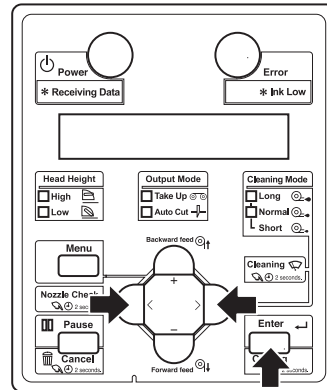 Power
Error
* Receiving Data
* Ink Low
Head Height
High
Low
Output Mode
Take Up
Auto Cut
Cleaning Mode
Long
Normal
Short
Menu
Backward feed
+
Cleaning
2 seconds.
Nozzle Check
2 seconds.
< >
Pause
Enter
−
Cancel
2 seconds.
Forward feed
2 seconds.